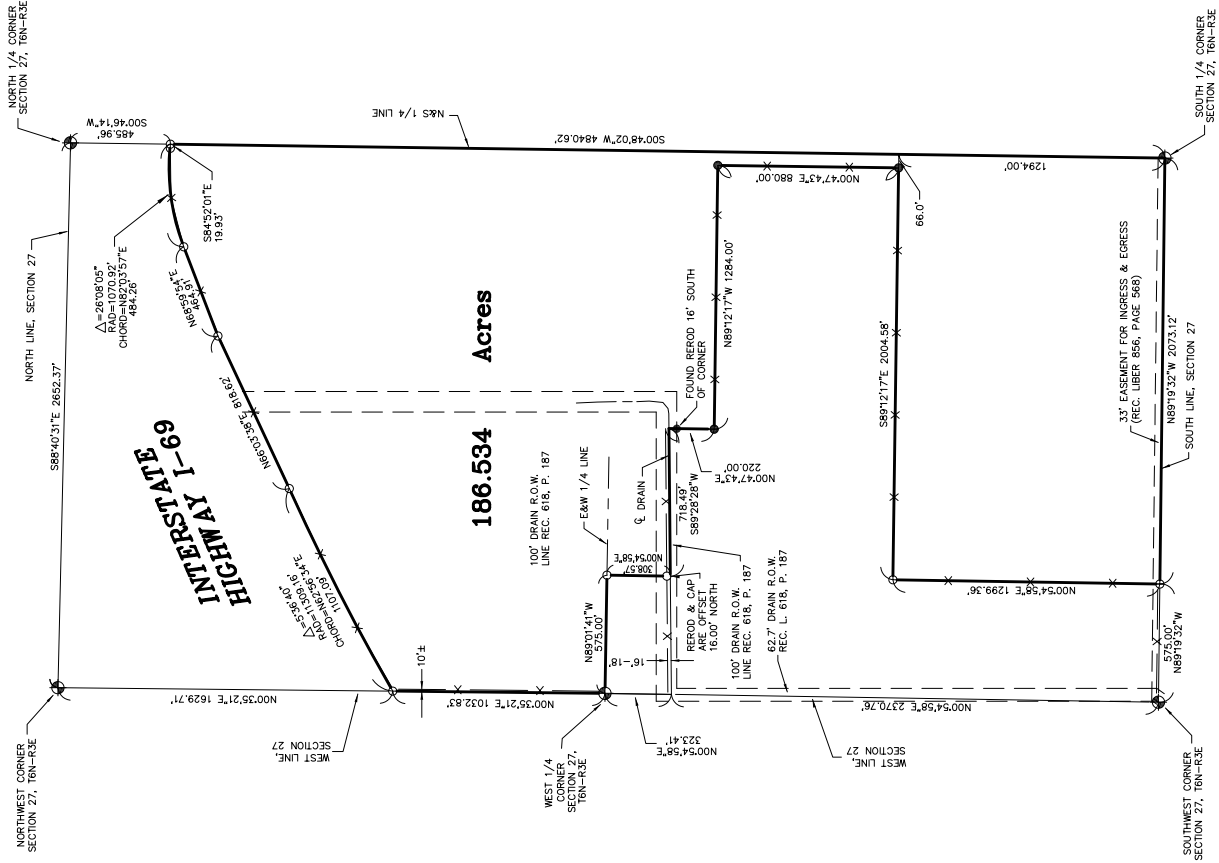 NORTHWEST CORNER
SECTION 27, T6N-R3E
NORTH LINE, SECTION 27
NORTH 1/4 CORNER
SECTION 27, T6N-R3E
S88°40'31"E 2652.37'
S00°46'14"W
485.96'
N&S 1/4 LINE
S00°48'02"W 4840.62'
S84°52'01"E
19.93'
△=26°08'05"
RAD=1070.92'
CHORD=N82°03'57"E
484.26'
N68°59'54"E
464.91'
N66°03'38"E 818.62'
INTERSTATE
HIGHWAY I-69
△=5°36'40"
RAD=11309.16'
CHORD=N62°56'34"E
1107.09'
N00°35'21"E 1629.71'
WEST LINE,
SECTION 27
10'±
N00°35'21"E 1032.83'
186.534 Acres
100' DRAIN R.O.W.
LINE REC. 618, P. 187
E&W 1/4 LINE
N89°01'41"W
575.00'
N00°54'58"E
308.57'
℄ DRAIN
718.49'
S89°28'28"W
FOUND REROD 16' SOUTH
OF CORNER
N00°47'43"E
220.00'
N89°12'17"W 1284.00'
N00°47'43"E 880.00'
66.0'
WEST 1/4
CORNER
SECTION 27,
T6N-R3E
16'-18'
REROD & CAP
ARE OFFSET
16.00' NORTH
100' DRAIN R.O.W.
LINE REC. 618, P. 187
62.7' DRAIN R.O.W.
REC. L. 618, P. 187
N00°54'58"E
323.41'
N00°54'58"E 2370.76'
WEST LINE,
SECTION 27
S89°12'17"E 2004.58'
N00°54'58"E 1299.36'
1294.00'
33' EASEMENT FOR INGRESS & EGRESS
(REC. LIBER 856, PAGE 568)
575.00'
N89°19'32"W
N89°19'32"W 2073.12'
SOUTH LINE, SECTION 27
SOUTHWEST CORNER
SECTION 27, T6N-R3E
SOUTH 1/4 CORNER
SECTION 27, T6N-R3E